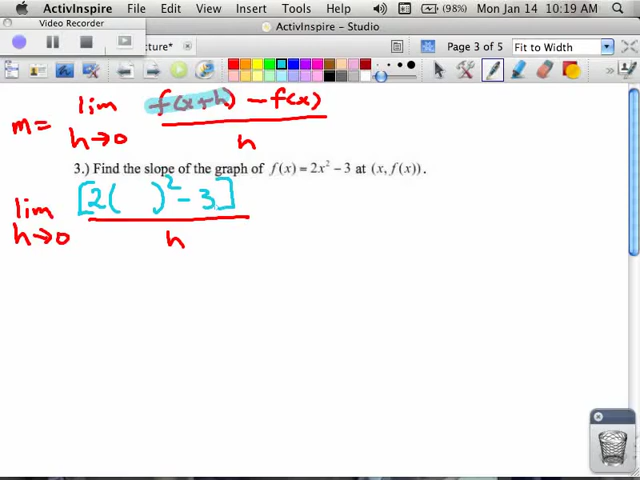 ActivInspire File Edit View Insert Tools Help (98%) Mon Jan 14 10:19 AM
Video Recorder
ActivInspire - Studio
cture*
Page 3 of 5
Fit to Width
m= lim h→0 f(x+h) - f(x)
h
3.) Find the slope of the graph of f(x) = 2x² − 3 at (x, f(x)).
lim h→0 [2( )² - 3]
h